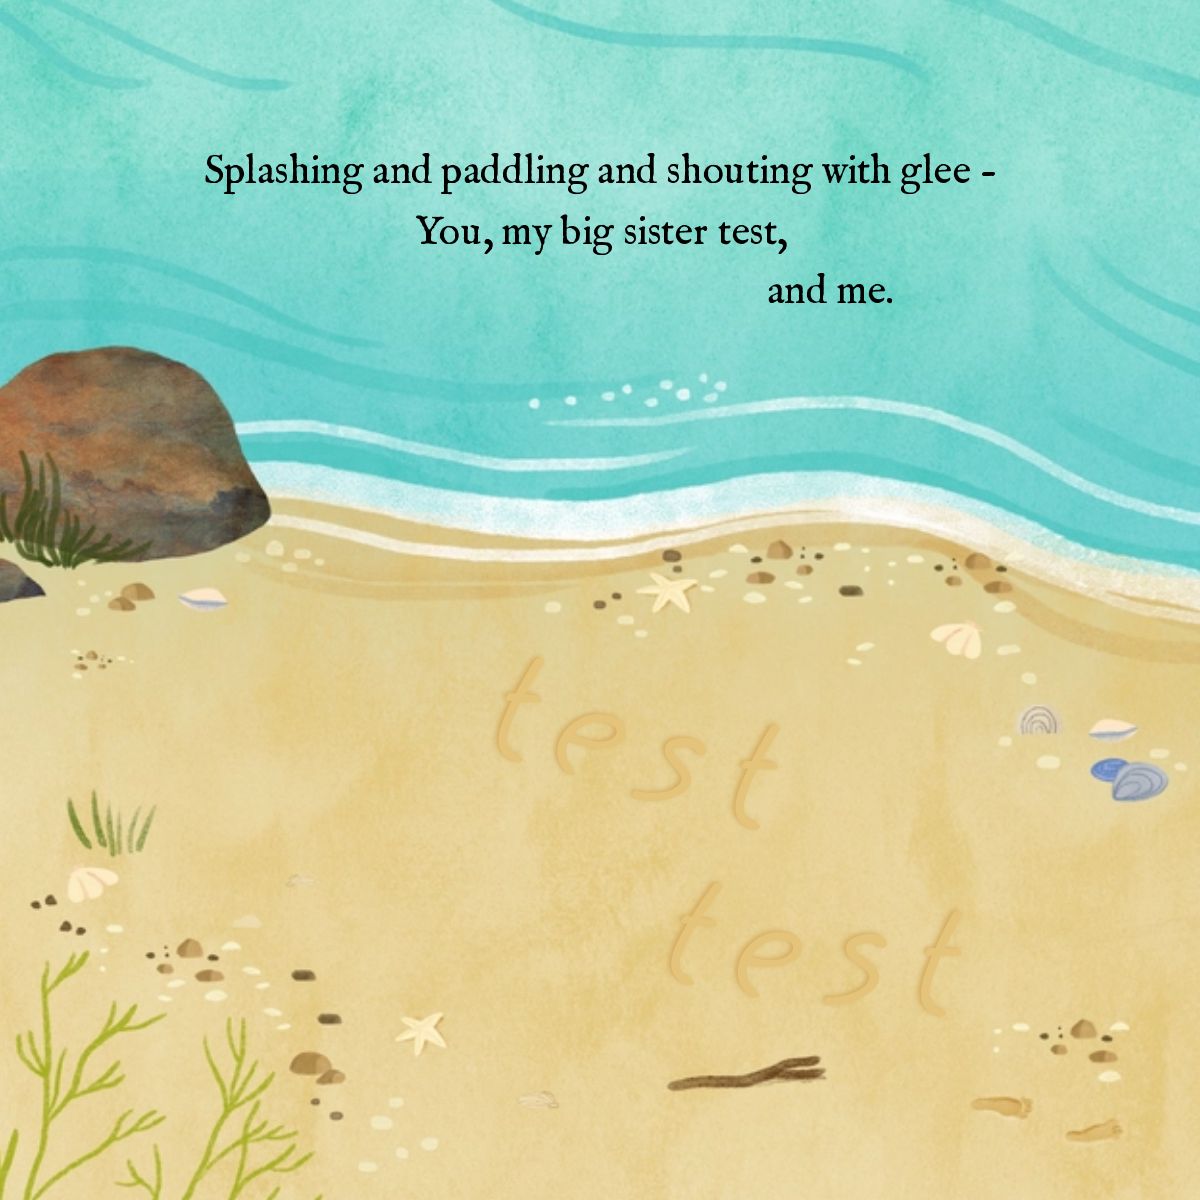 Splashing and paddling and shouting with glee -
You, my big sister test,
and me.
test
test